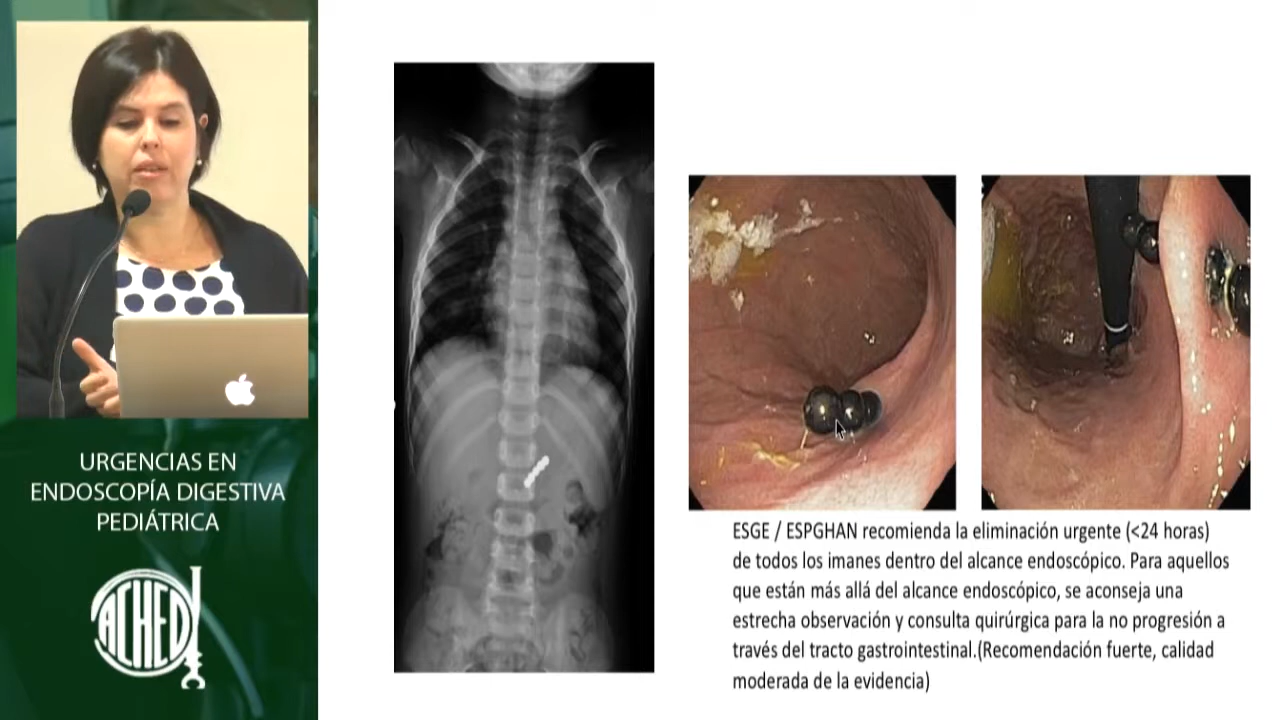 URGENCIAS EN
ENDOSCOPÍA DIGESTIVA
PEDIÁTRICA
ACHED
ESGE / ESPGHAN recomienda la eliminación urgente (<24 horas)
de todos los imanes dentro del alcance endoscópico. Para aquellos
que están más allá del alcance endoscópico, se aconseja una
estrecha observación y consulta quirúrgica para la no progresión a
través del tracto gastrointestinal.(Recomendación fuerte, calidad
moderada de la evidencia)